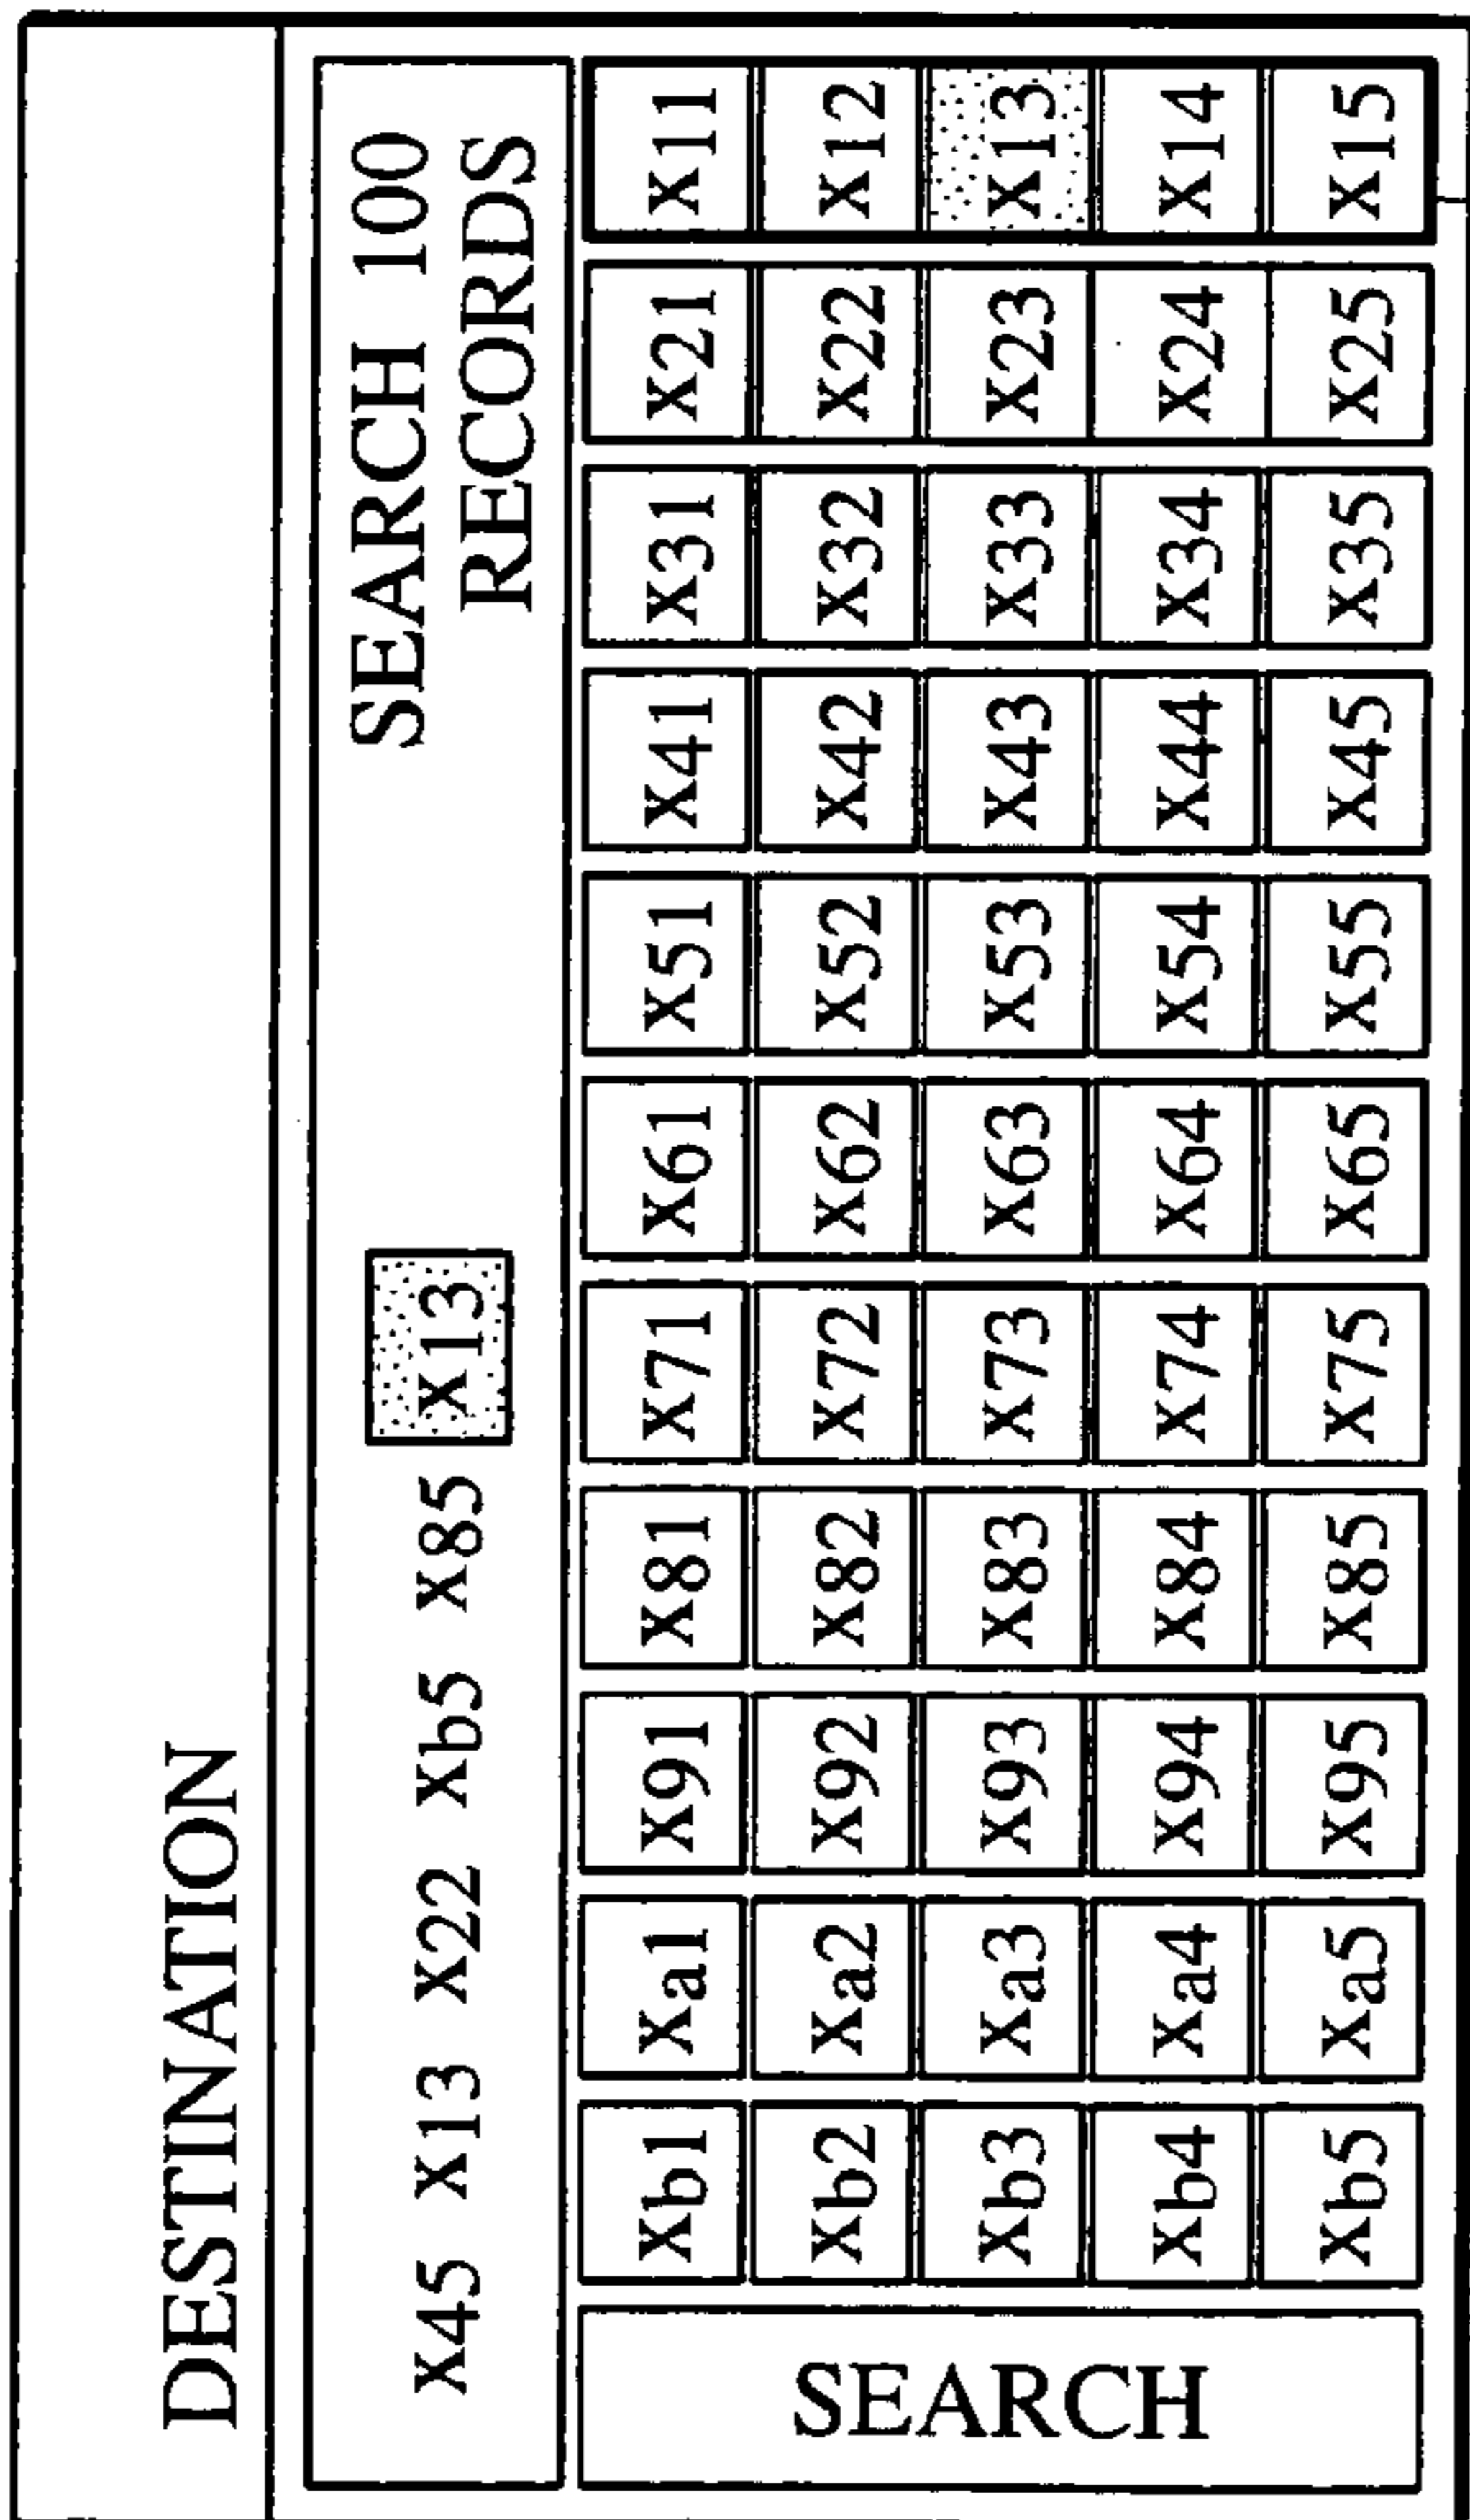 DESTINATION
SEARCH 100
RECORDS
x45 x13 x22 xb5 x85 x13
SEARCH
xb1 xa1 x91 x81 x71 x61 x51 x41 x31 x21 x11
xb2 xa2 x92 x82 x72 x62 x52 x42 x32 x22 x12
xb3 xa3 x93 x83 x73 x63 x53 x43 x33 x23 x13
xb4 xa4 x94 x84 x74 x64 x54 x44 x34 x24 x14
xb5 xa5 x95 x85 x75 x65 x55 x45 x35 x25 x15